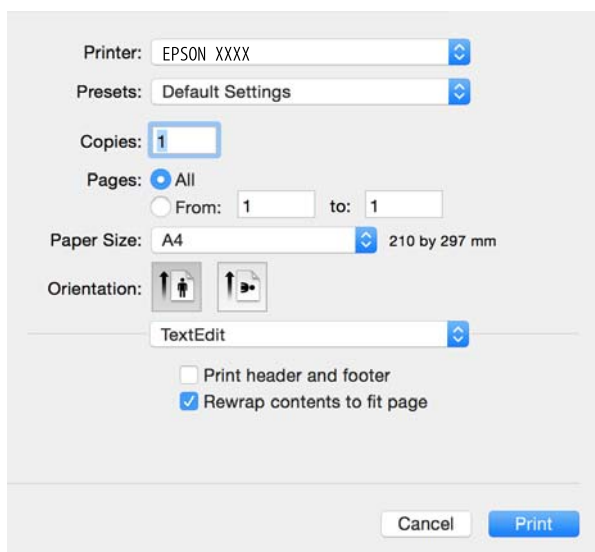 Printer: EPSON XXXX
Presets: Default Settings
Copies: 1
Pages: All
From: 1 to: 1
Paper Size: A4 210 by 297 mm
Orientation:
TextEdit
Print header and footer
Rewrap contents to fit page
Cancel Print